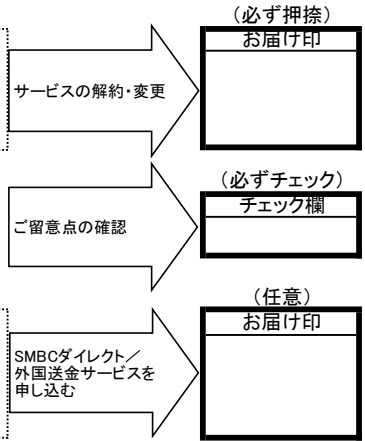 （必ず押捺）
お届け印
サービスの解約・変更
（必ずチェック）
チェック欄
ご留意点の確認
（任意）
お届け印
SMBCダイレクト／
外国送金サービスを
申し込む